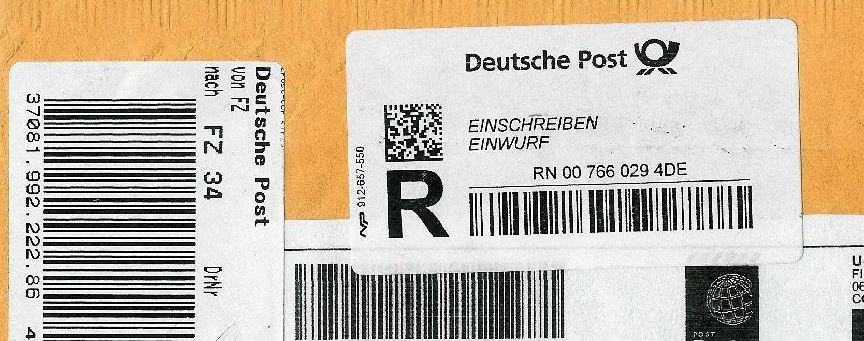 Deutsche Post
von FZ
nach FZ 34 DrNr
37081.992.222.86 4
Deutsche Post
EINSCHREIBEN
EINWURF
RN 00 766 029 4DE
R
912-657-550
POST
U
FI
06
CO